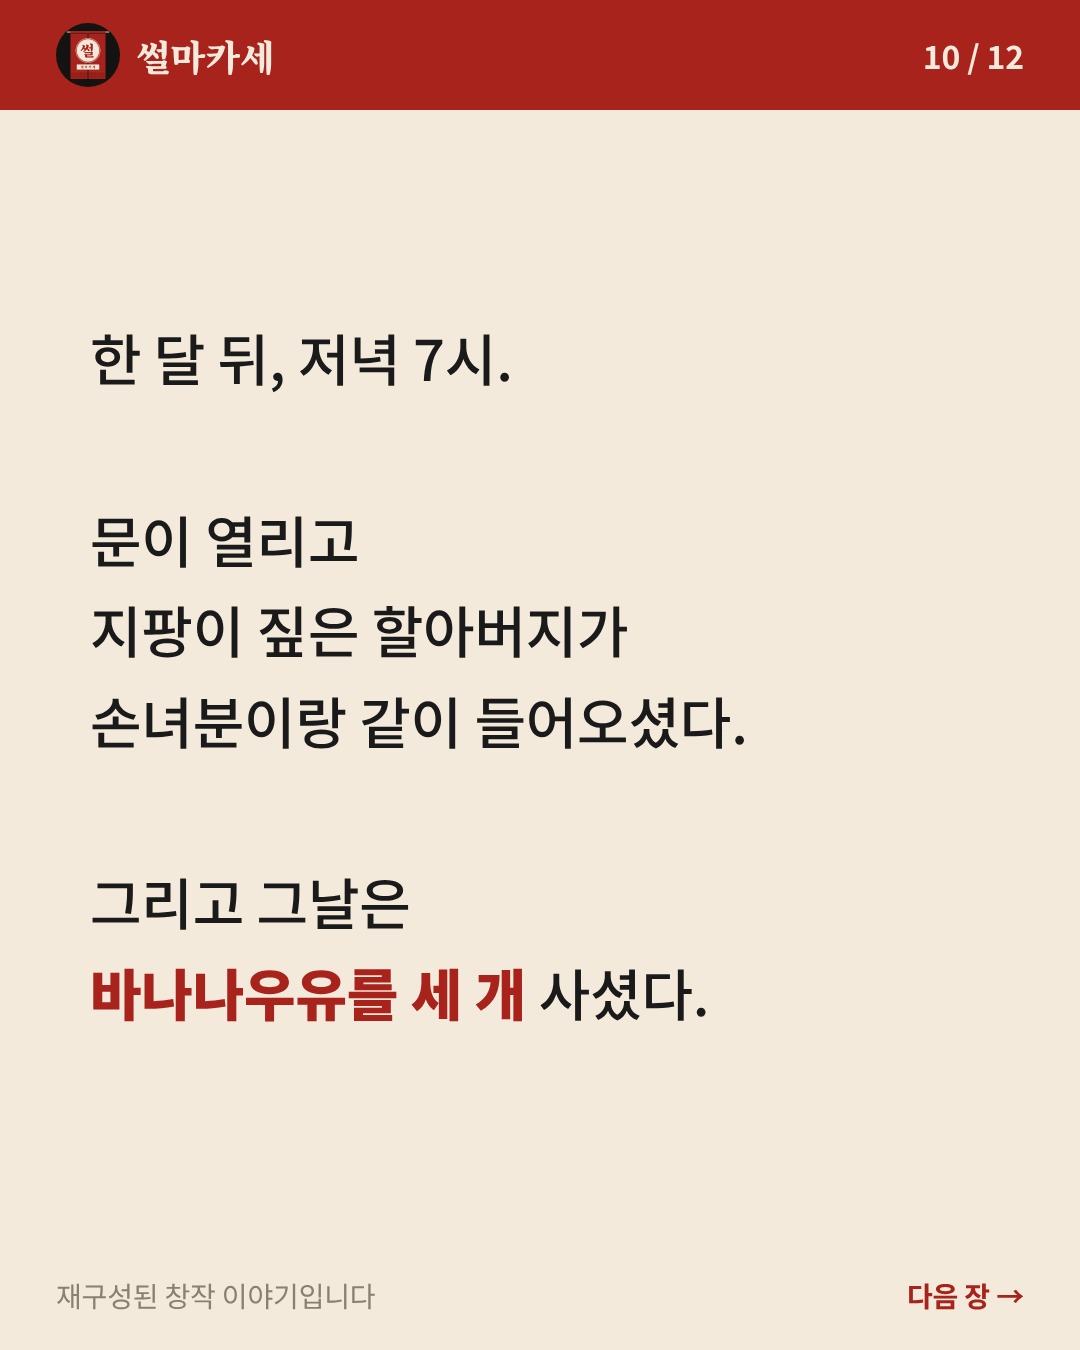 썰
썰마카세
10 / 12
한 달 뒤, 저녁 7시.
문이 열리고
지팡이 짚은 할아버지가
손녀분이랑 같이 들어오셨다.
그리고 그날은
바나나우유를 세 개 사셨다.
재구성된 창작 이야기입니다
다음 장 →